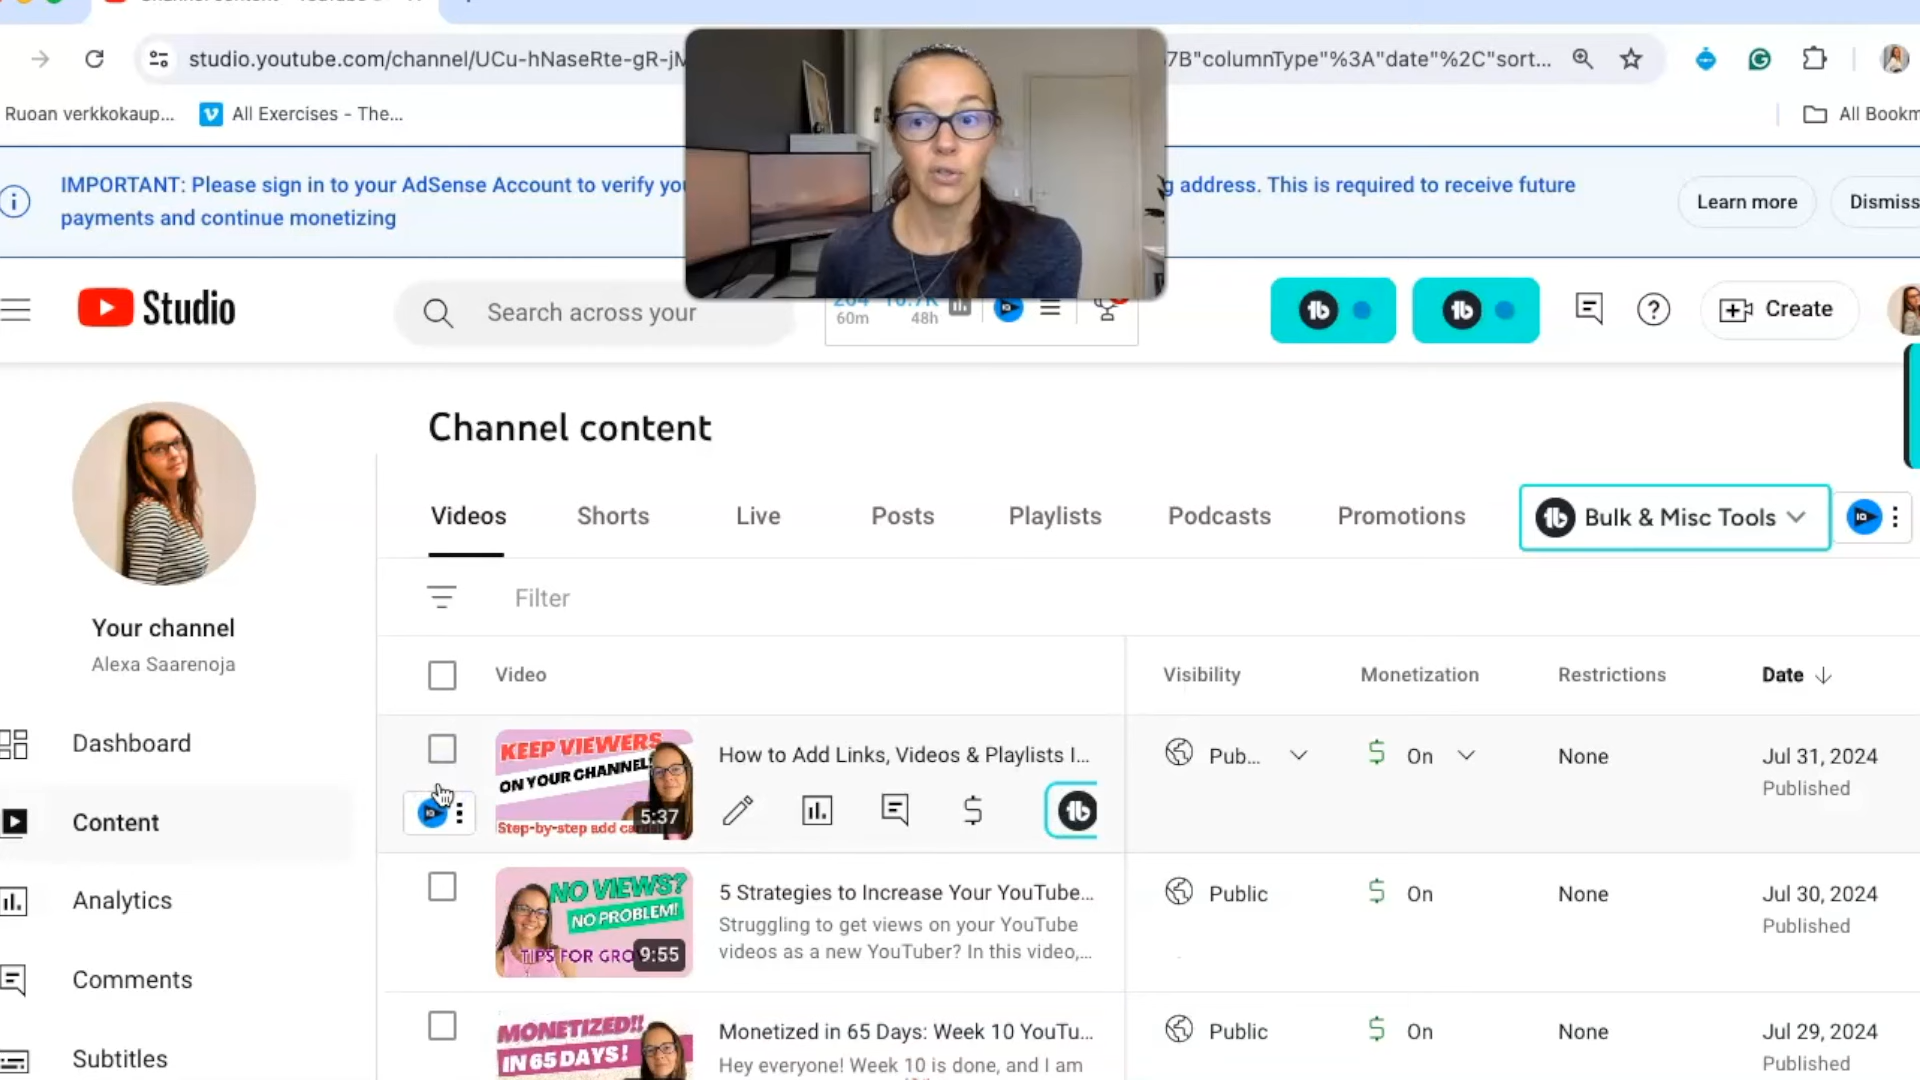 studio.youtube.com/channel/UCu-hNaseRte-gR-jM
7B"columnType"%3A"date"%2C"sort...
Ruoan verkkokaup...
All Exercises - The...
All Bookm
IMPORTANT: Please sign in to your AdSense Account to verify you
g address. This is required to receive future
payments and continue monetizing
Learn more
Dismiss
Studio
Search across your
60m
48h
Create
Channel content
Videos
Shorts
Live
Posts
Playlists
Podcasts
Promotions
Bulk & Misc Tools
Filter
Your channel
Alexa Saarenoja
Video
Visibility
Monetization
Restrictions
Date
Dashboard
Content
Analytics
Comments
Subtitles
KEEP VIEWERS
ON YOUR CHANNEL
Step-by-step add
5:37
How to Add Links, Videos & Playlists I...
Pub...
On
None
Jul 31, 2024
Published
NO VIEWS?
NO PROBLEM!
TIPS FOR GRO
9:55
5 Strategies to Increase Your YouTube...
Struggling to get views on your YouTube
videos as a new YouTuber? In this video,...
Public
On
None
Jul 30, 2024
Published
MONETIZED!!
IN 65 DAYS!
Monetized in 65 Days: Week 10 YouTu...
Hey everyone! Week 10 is done, and I am
Public
On
None
Jul 29, 2024
Published